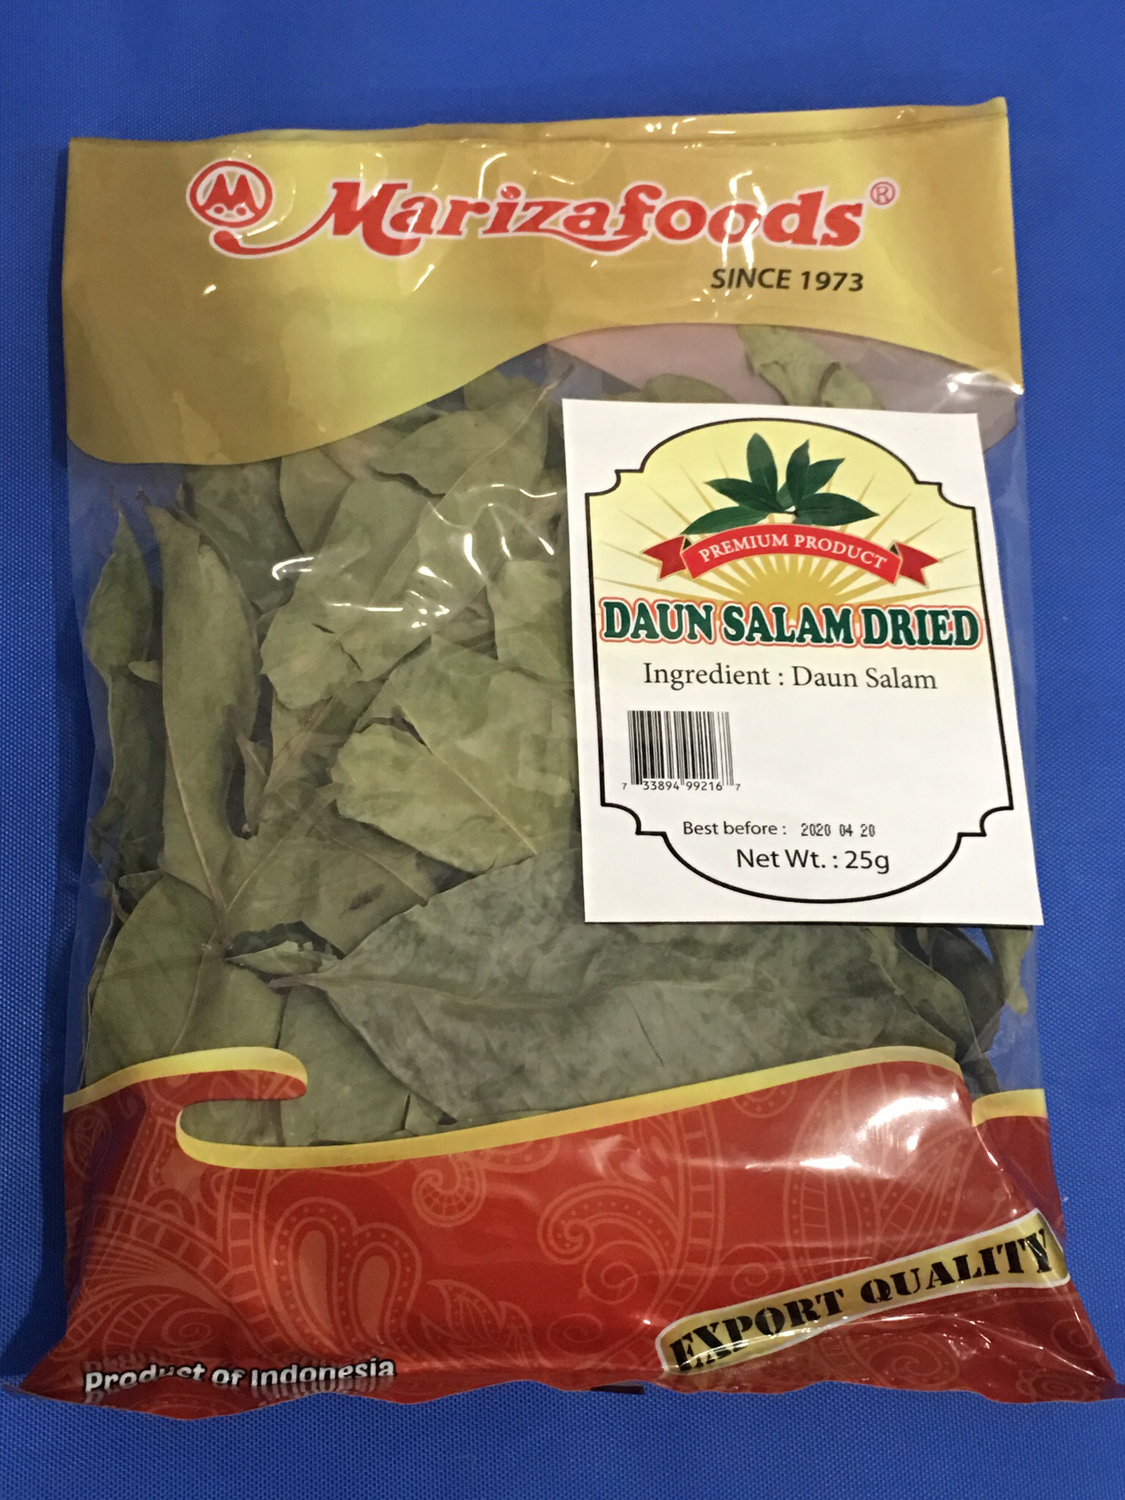 Marizafoods®
SINCE 1973
PREMIUM PRODUCT
DAUN SALAM DRIED
Ingredient : Daun Salam
7 33894 99216 7
Best before : 2020 04 20
Net Wt. : 25g
EXPORT QUALITY
Product of Indonesia